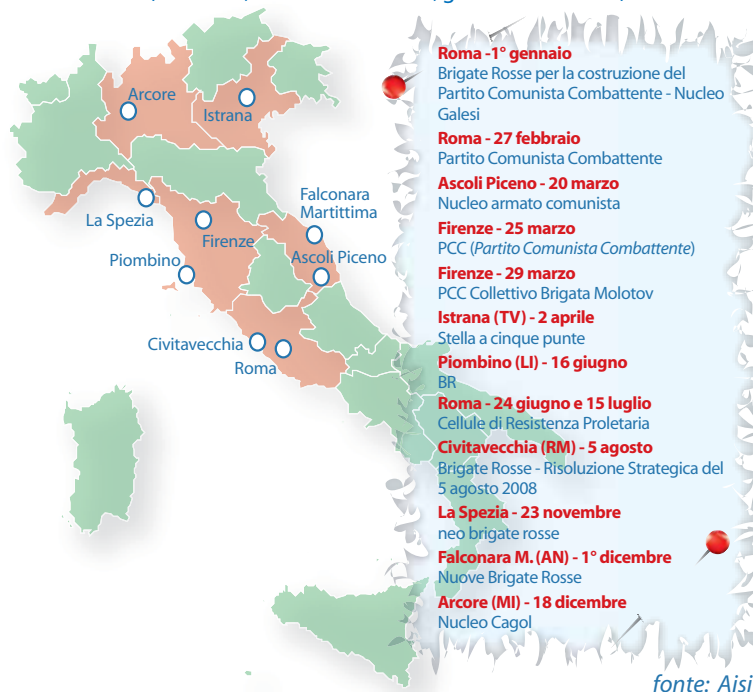 Arcore
Istrana
La Spezia
Falconara
Martittima
Firenze
Ascoli Piceno
Piombino
Civitavecchia
Roma
Roma -1° gennaio
Brigate Rosse per la costruzione del
Partito Comunista Combattente - Nucleo
Galesi
Roma - 27 febbraio
Partito Comunista Combattente
Ascoli Piceno - 20 marzo
Nucleo armato comunista
Firenze - 25 marzo
PCC (Partito Comunista Combattente)
Firenze - 29 marzo
PCC Collettivo Brigata Molotov
Istrana (TV) - 2 aprile
Stella a cinque punte
Piombino (LI) - 16 giugno
BR
Roma - 24 giugno e 15 luglio
Cellule di Resistenza Proletaria
Civitavecchia (RM) - 5 agosto
Brigate Rosse - Risoluzione Strategica del
5 agosto 2008
La Spezia - 23 novembre
neo brigate rosse
Falconara M. (AN) - 1° dicembre
Nuove Brigate Rosse
Arcore (MI) - 18 dicembre
Nucleo Cagol
fonte: Aisi